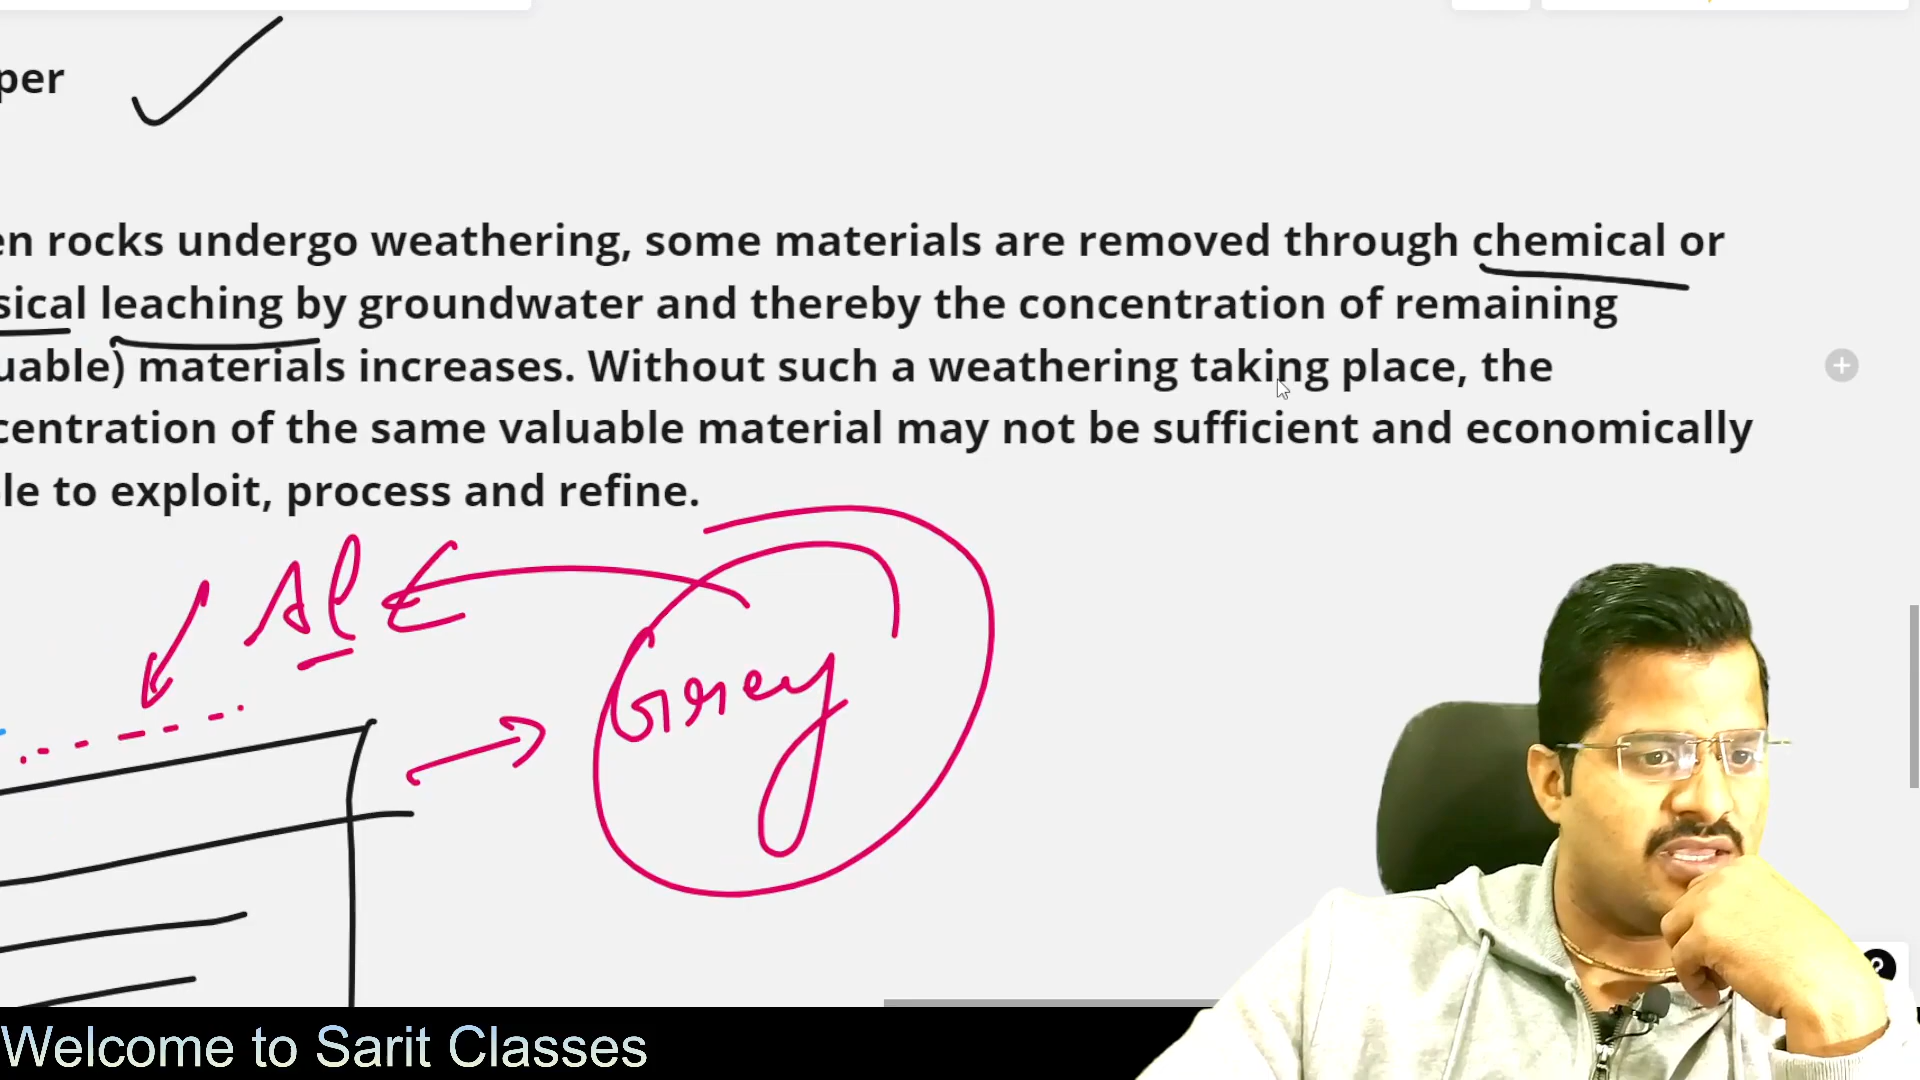 per
en rocks undergo weathering, some materials are removed through chemical or
sical leaching by groundwater and thereby the concentration of remaining
uable) materials increases. Without such a weathering taking place, the
centration of the same valuable material may not be sufficient and economically
le to exploit, process and refine.
Al
Grey
Welcome to Sarit Classes